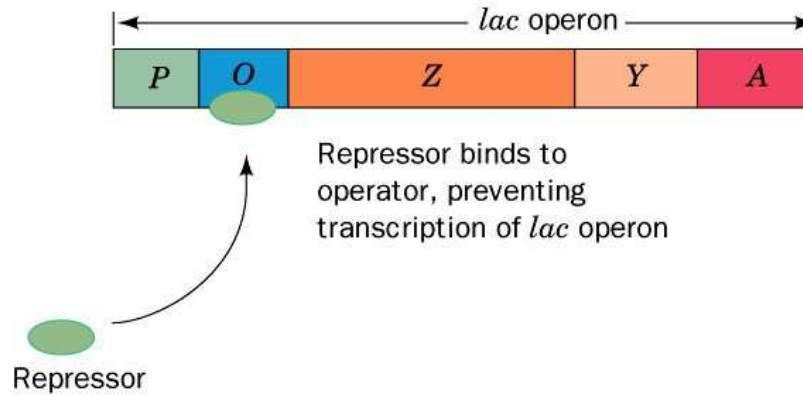 lac operon
P O Z Y A
Repressor binds to
operator, preventing
transcription of lac operon
Repressor